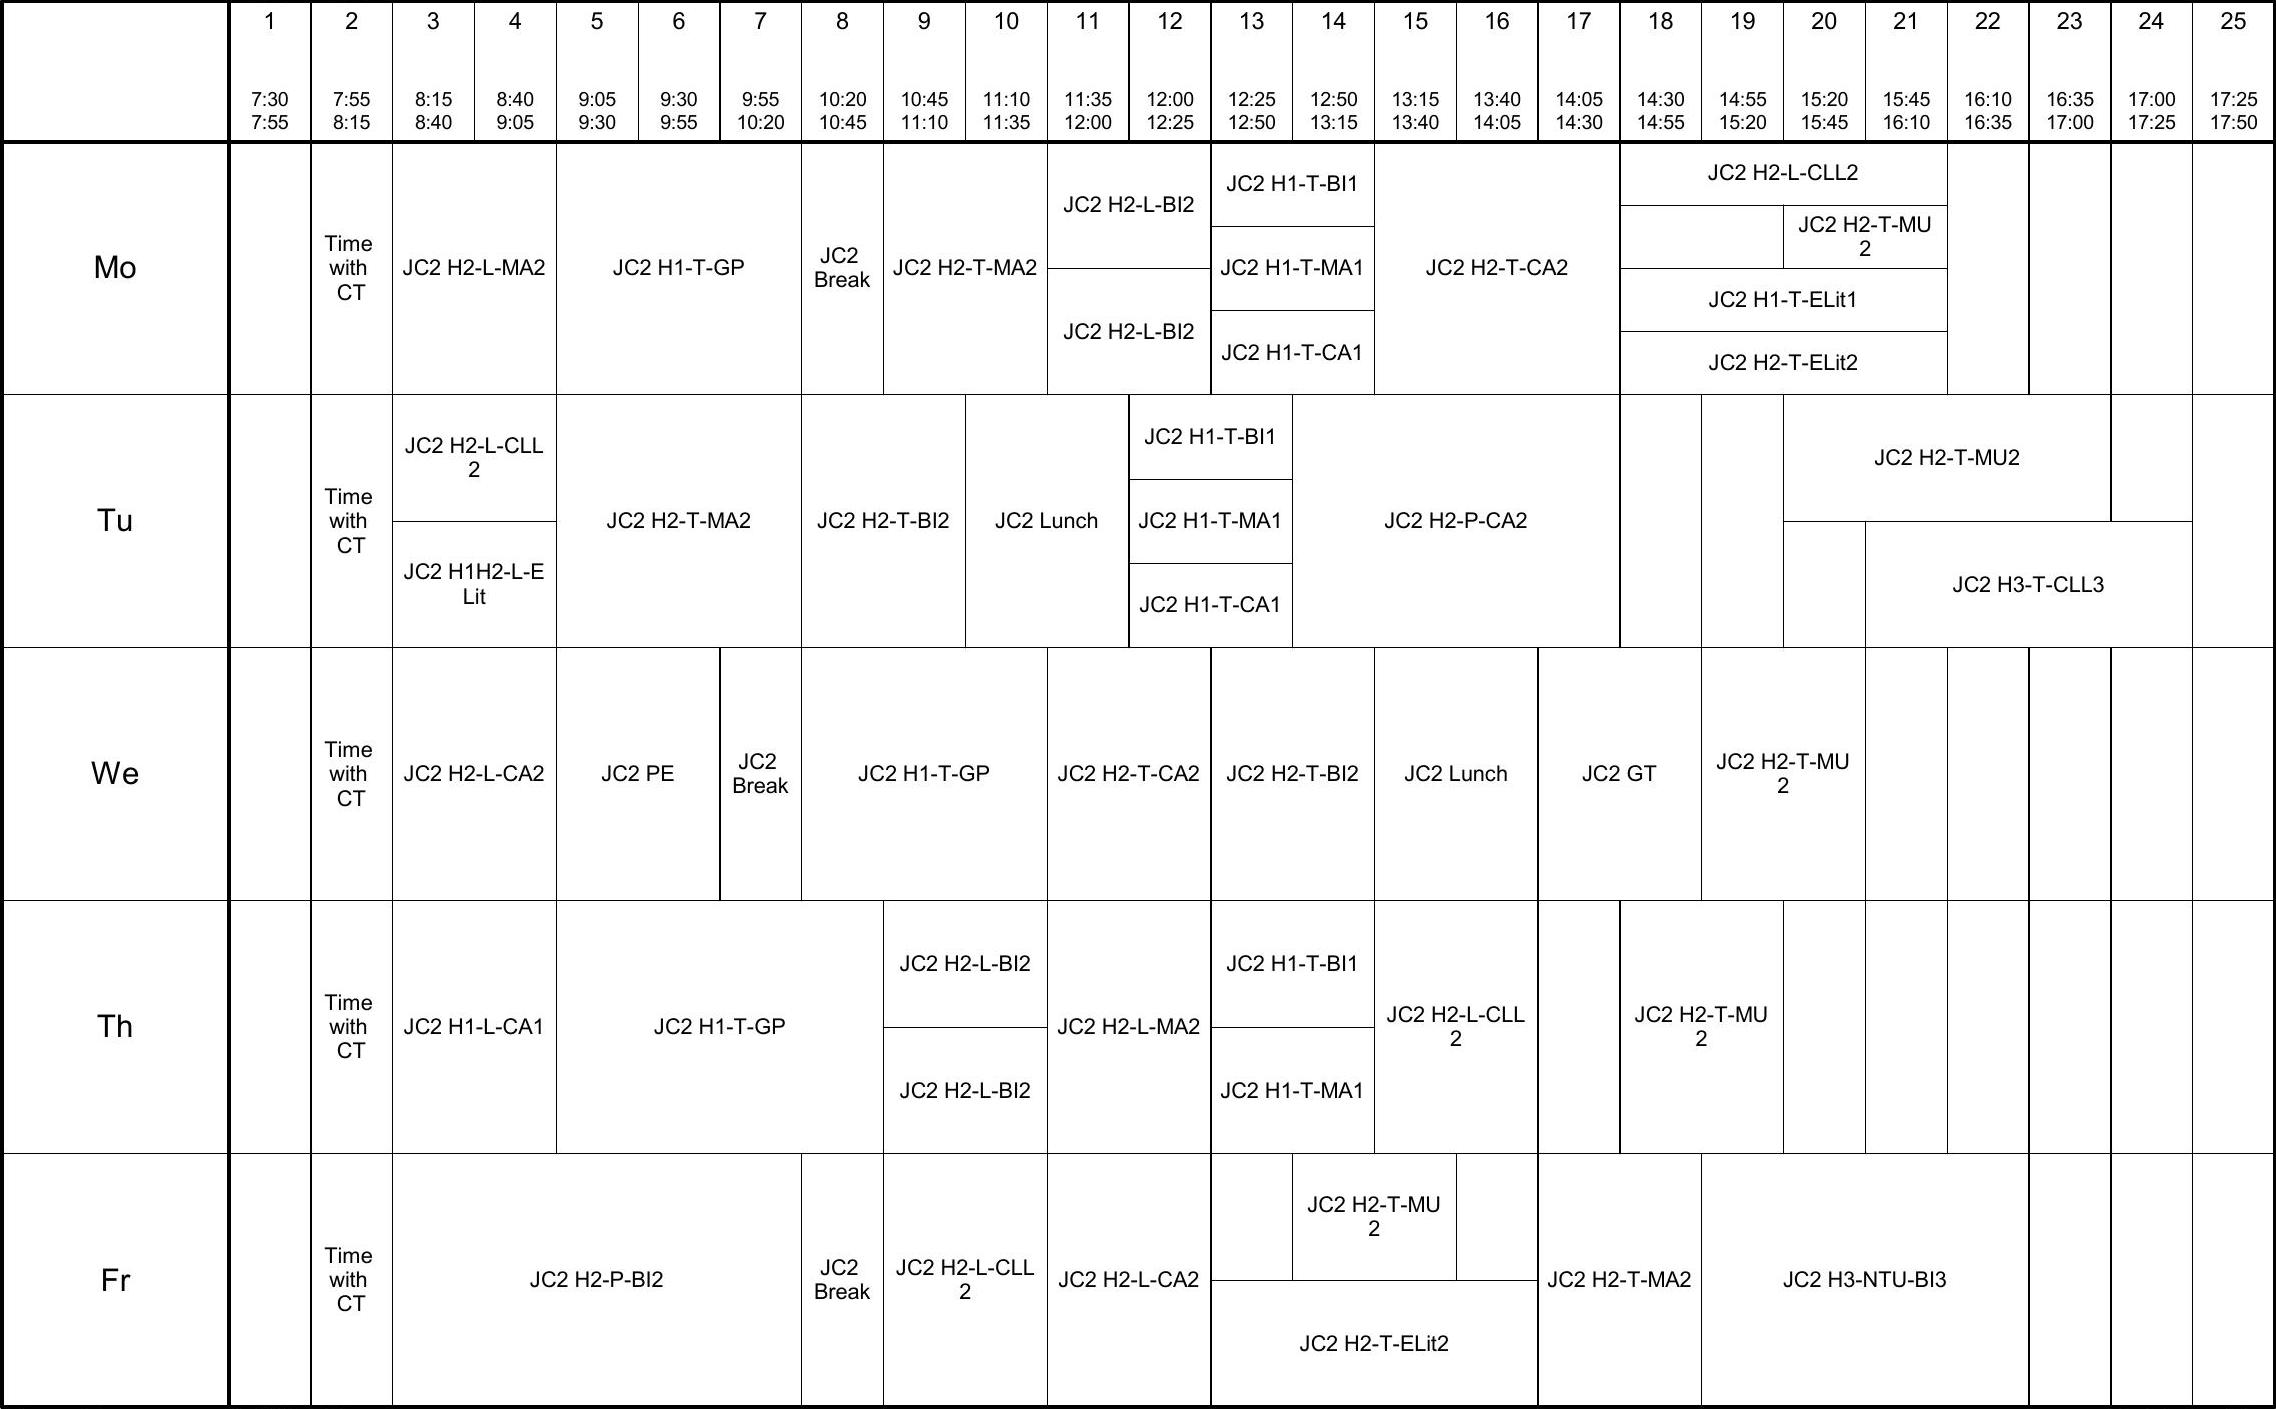 1 2 3 4 5 6 7 8 9 10 11 12 13 14 15 16 17 18 19 20 21 22 23 24 25
7:30 7:55 8:15 8:40 9:05 9:30 9:55 10:20 10:45 11:10 11:35 12:00 12:25 12:50 13:15 13:40 14:05 14:30 14:55 15:20 15:45 16:10 16:35 17:00 17:25
7:55 8:15 8:40 9:05 9:30 9:55 10:20 10:45 11:10 11:35 12:00 12:25 12:50 13:15 13:40 14:05 14:30 14:55 15:20 15:45 16:10 16:35 17:00 17:25 17:50
Mo
Time
with
CT
JC2 H2-L-MA2
JC2 H1-T-GP
JC2
Break
JC2 H2-T-MA2
JC2 H2-L-BI2
JC2 H2-L-BI2
JC2 H1-T-BI1
JC2 H1-T-MA1
JC2 H1-T-CA1
JC2 H2-T-CA2
JC2 H2-L-CLL2
JC2 H2-T-MU
2
JC2 H1-T-ELit1
JC2 H2-T-ELit2
Tu
Time
with
CT
JC2 H2-L-CLL
2
JC2 H1H2-L-E
Lit
JC2 H2-T-MA2
JC2 H2-T-BI2
JC2 Lunch
JC2 H1-T-BI1
JC2 H1-T-MA1
JC2 H1-T-CA1
JC2 H2-P-CA2
JC2 H2-T-MU2
JC2 H3-T-CLL3
We
Time
with
CT
JC2 H2-L-CA2
JC2 PE
JC2
Break
JC2 H1-T-GP
JC2 H2-T-CA2
JC2 H2-T-BI2
JC2 Lunch
JC2 GT
JC2 H2-T-MU
2
Th
Time
with
CT
JC2 H1-L-CA1
JC2 H1-T-GP
JC2 H2-L-BI2
JC2 H2-L-BI2
JC2 H2-L-MA2
JC2 H1-T-BI1
JC2 H1-T-MA1
JC2 H2-L-CLL
2
JC2 H2-T-MU
2
Fr
Time
with
CT
JC2 H2-P-BI2
JC2
Break
JC2 H2-L-CLL
2
JC2 H2-L-CA2
JC2 H2-T-MU
2
JC2 H2-T-ELit2
JC2 H2-T-MA2
JC2 H3-NTU-BI3